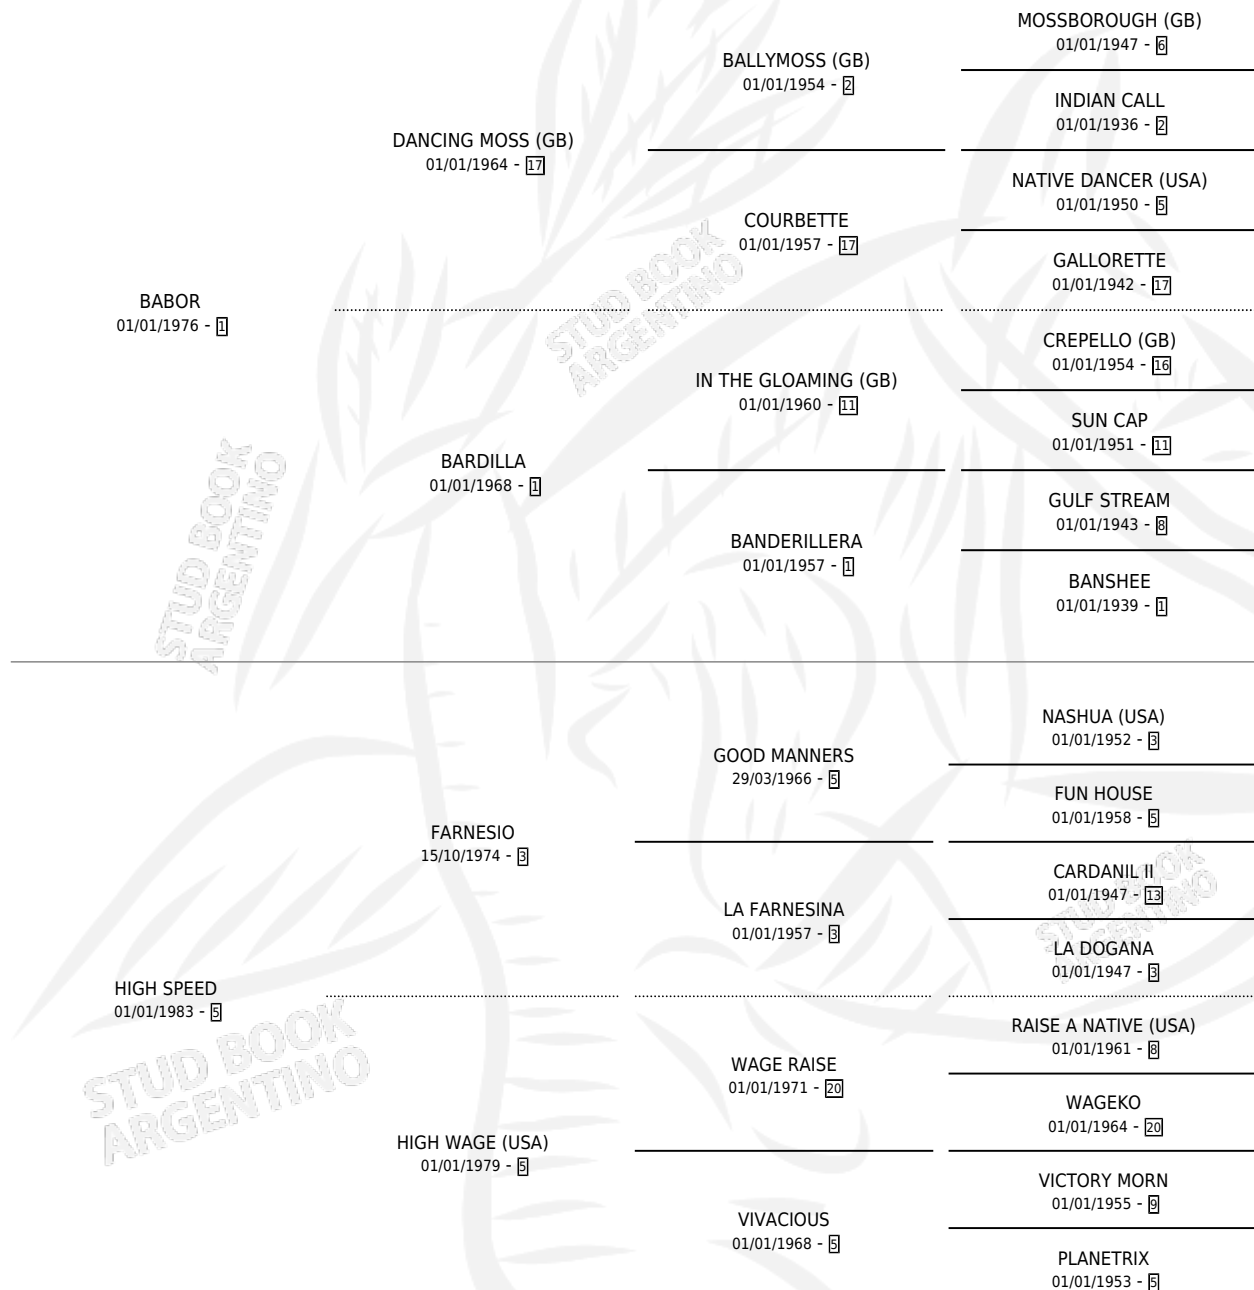 MOSSBOROUGH (GB)
01/01/1947 - 6
BALLYMOSS (GB)
01/01/1954 - 2
INDIAN CALL
01/01/1936 - 2
DANCING MOSS (GB)
01/01/1964 - 17
NATIVE DANCER (USA)
01/01/1950 - 5
COURBETTE
01/01/1957 - 17
GALLORETTE
01/01/1942 - 17
BABOR
01/01/1976 - 1
STUD BOOK
ARGENTINO
CREPELLO (GB)
01/01/1954 - 16
IN THE GLOAMING (GB)
01/01/1960 - 11
SUN CAP
01/01/1951 - 11
BARDILLA
01/01/1968 - 1
GULF STREAM
01/01/1943 - 8
BANDERILLERA
01/01/1957 - 1
BANSHEE
01/01/1939 - 1
STUD BOOK
ARGENTINO
NASHUA (USA)
01/01/1952 - 3
GOOD MANNERS
29/03/1966 - 5
FUN HOUSE
01/01/1958 - 5
FARNESIO
15/10/1974 - 3
CARDANIL II
01/01/1947 - 13
LA FARNESINA
01/01/1957 - 3
STUD BOOK
ARGENTINO
LA DOGANA
01/01/1947 - 3
HIGH SPEED
01/01/1983 - 5
STUD BOOK
ARGENTINO
RAISE A NATIVE (USA)
01/01/1961 - 8
WAGE RAISE
01/01/1971 - 20
WAGEKO
01/01/1964 - 20
HIGH WAGE (USA)
01/01/1979 - 5
VICTORY MORN
01/01/1955 - 9
VIVACIOUS
01/01/1968 - 5
PLANETRIX
01/01/1953 - 5